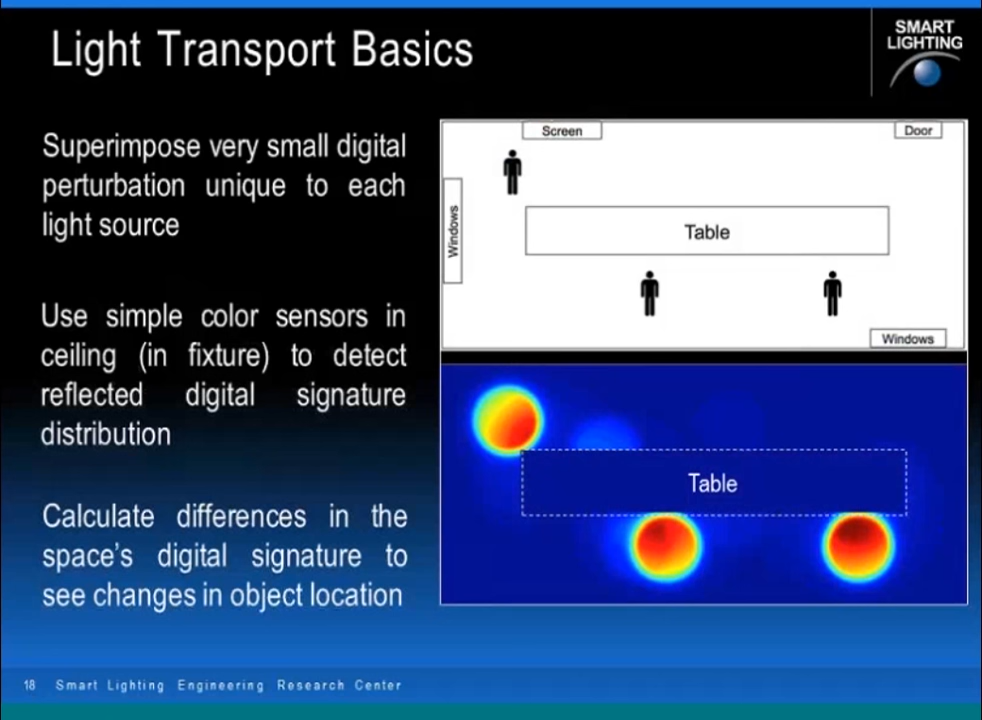 Light Transport Basics
SMART
LIGHTING
Superimpose very small digital
perturbation unique to each
light source
Use simple color sensors in
ceiling (in fixture) to detect
reflected digital signature
distribution
Calculate differences in the
space's digital signature to
see changes in object location
Screen
Door
Windows
Table
Windows
Table
18 Smart Lighting Engineering Research Center